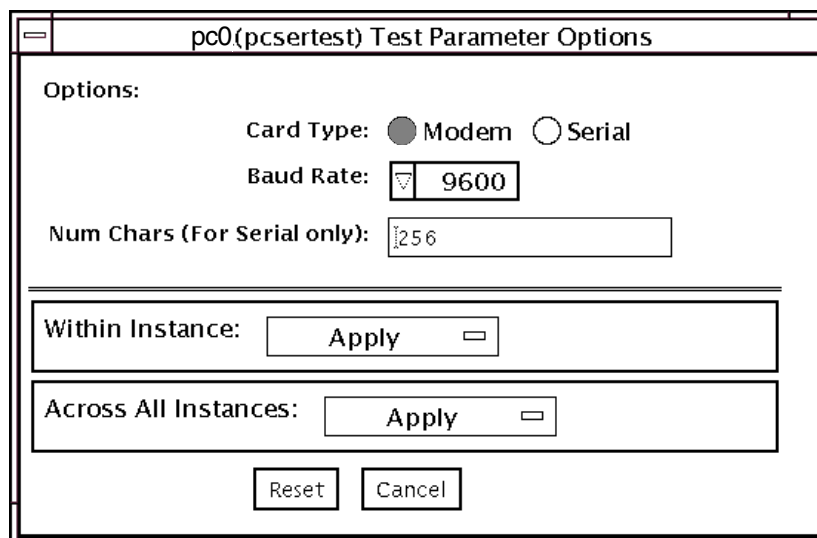 pc0.(pcsertest) Test Parameter Options
Options:
Card Type: Modem Serial
Baud Rate: 9600
Num Chars (For Serial only): 256
Within Instance: Apply
Across All Instances: Apply
Reset Cancel